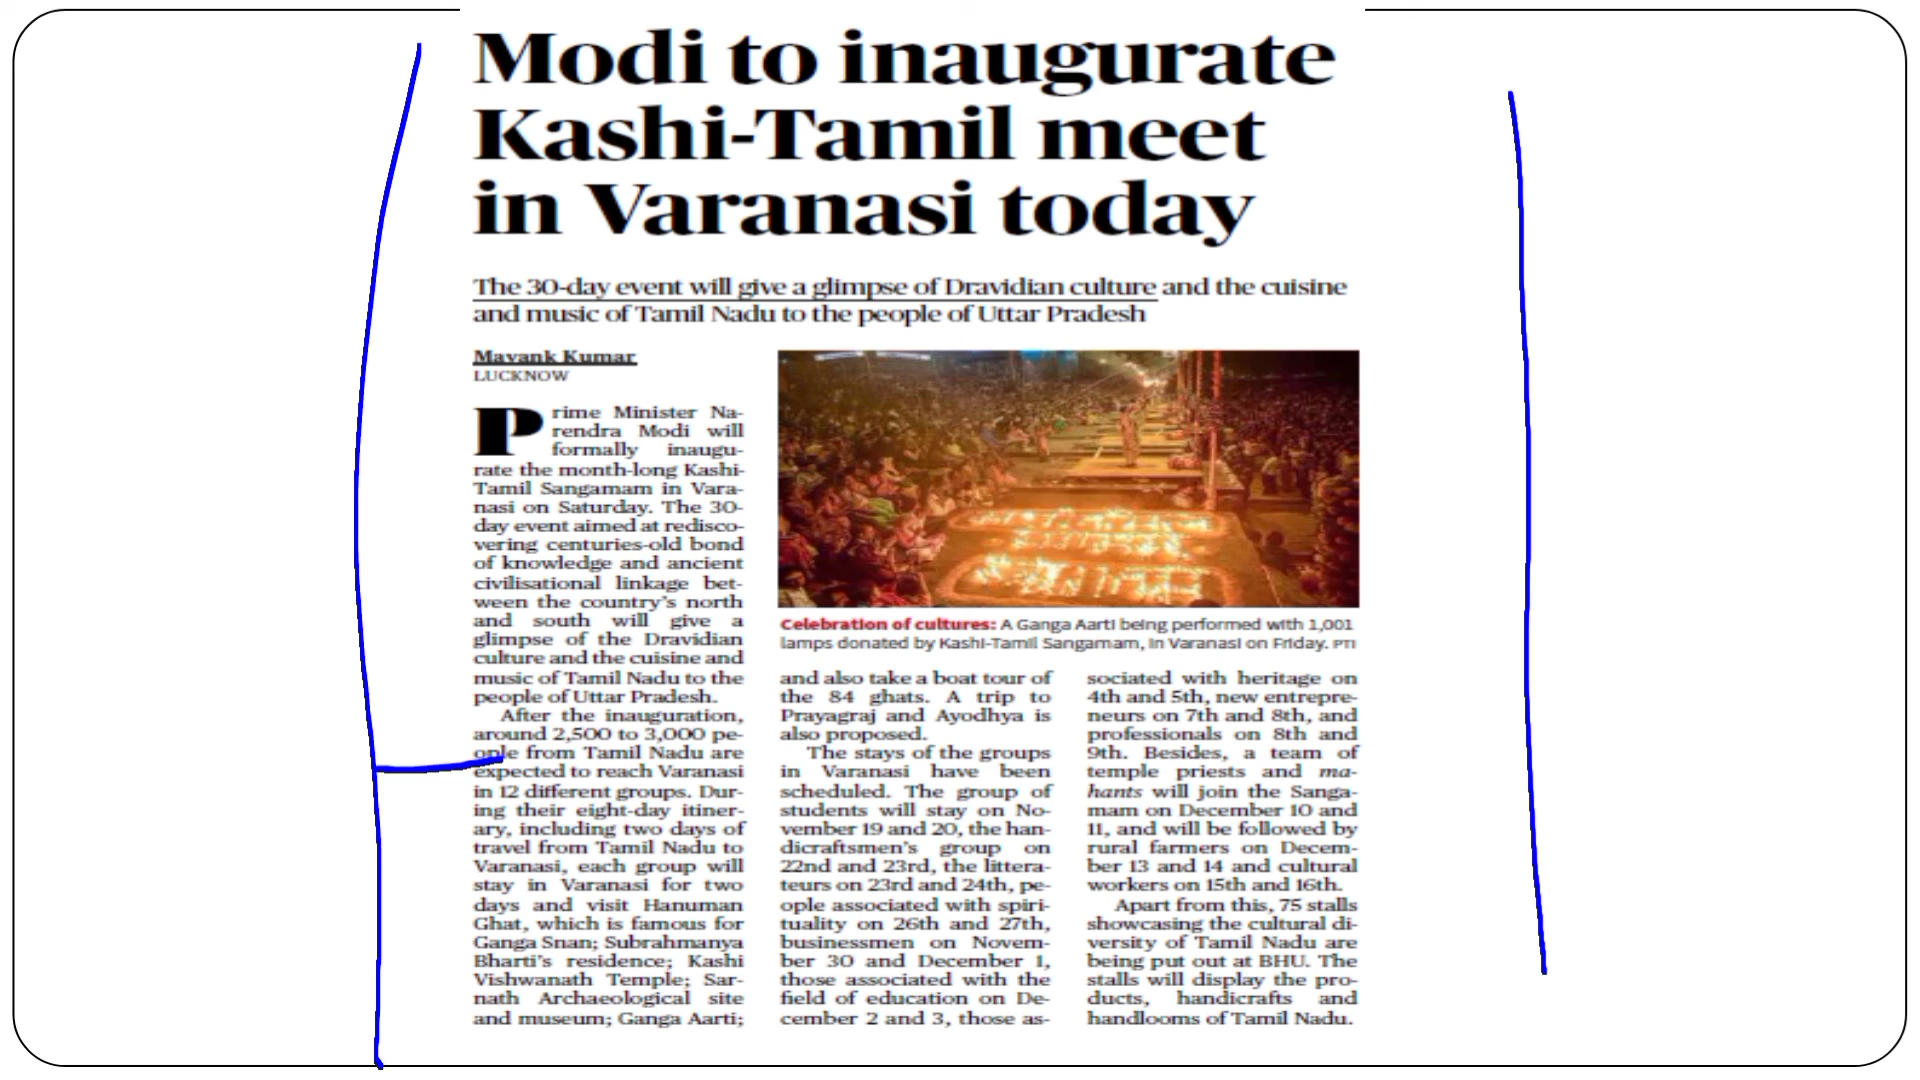 Modi to inaugurate
Kashi-Tamil meet
in Varanasi today
The 30-day event will give a glimpse of Dravidian culture and the cuisine
and music of Tamil Nadu to the people of Uttar Pradesh
Mayank Kumar
LUCKNOW
Prime Minister Na-
rendra Modi will
formally inaugu-
rate the month-long Kashi-
Tamil Sangamam in Vara-
nasi on Saturday. The 30-
day event aimed at redisco-
vering centuries-old bond
of knowledge and ancient
civilisational linkage bet-
ween the country's north
and south will give a
glimpse of the Dravidian
culture and the cuisine and
music of Tamil Nadu to the
people of Uttar Pradesh.
After the inauguration,
around 2,500 to 3,000 pe-
ople from Tamil Nadu are
expected to reach Varanasi
in 12 different groups. Dur-
ing their eight-day itiner-
ary, including two days of
travel from Tamil Nadu to
Varanasi, each group will
stay in Varanasi for two
days and visit Hanuman
Ghat, which is famous for
Ganga Snan; Subrahmanya
Bharti's residence; Kashi
Vishwanath Temple; Sar-
nath Archaeological site
and museum; Ganga Aarti;
Celebration of cultures: A Ganga Aarti being performed with 1,001
lamps donated by Kashi-Tamil Sangamam, in Varanasi on Friday. PTI
and also take a boat tour of
the 84 ghats. A trip to
Prayagraj and Ayodhya is
also proposed.
The stays of the groups
in Varanasi have been
scheduled. The group of
students will stay on No-
vember 19 and 20, the han-
dicraftsmen's group on
22nd and 23rd, the littera-
teurs on 23rd and 24th, pe-
ople associated with spiri-
tuality on 26th and 27th,
businessmen on Novem-
ber 30 and December 1,
those associated with the
field of education on De-
cember 2 and 3, those as-
sociated with heritage on
4th and 5th, new entrepre-
neurs on 7th and 8th, and
professionals on 8th and
9th. Besides, a team of
temple priests and ma-
hants will join the Sanga-
mam on December 10 and
11, and will be followed by
rural farmers on Decem-
ber 13 and 14 and cultural
workers on 15th and 16th.
Apart from this, 75 stalls
showcasing the cultural di-
versity of Tamil Nadu are
being put out at BHU. The
stalls will display the pro-
ducts, handicrafts and
handlooms of Tamil Nadu.